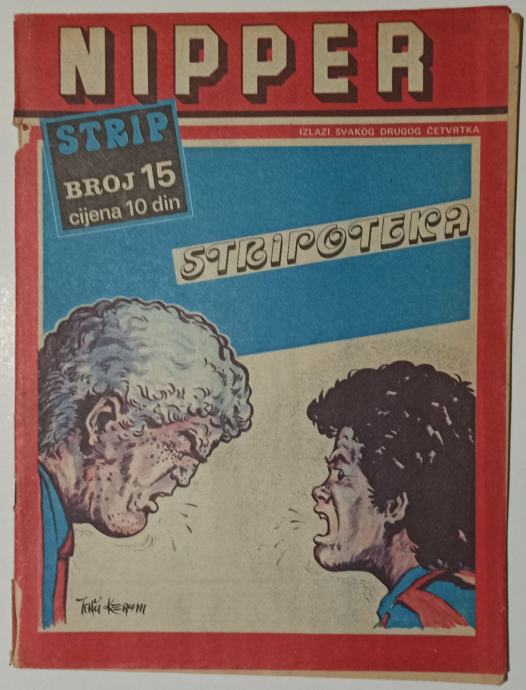 NIPPER
STRIP
BROJ 15
cijena 10 din
IZLAZI SVAKOG DRUGOG ČETVRTKA
STRIPOTEKA